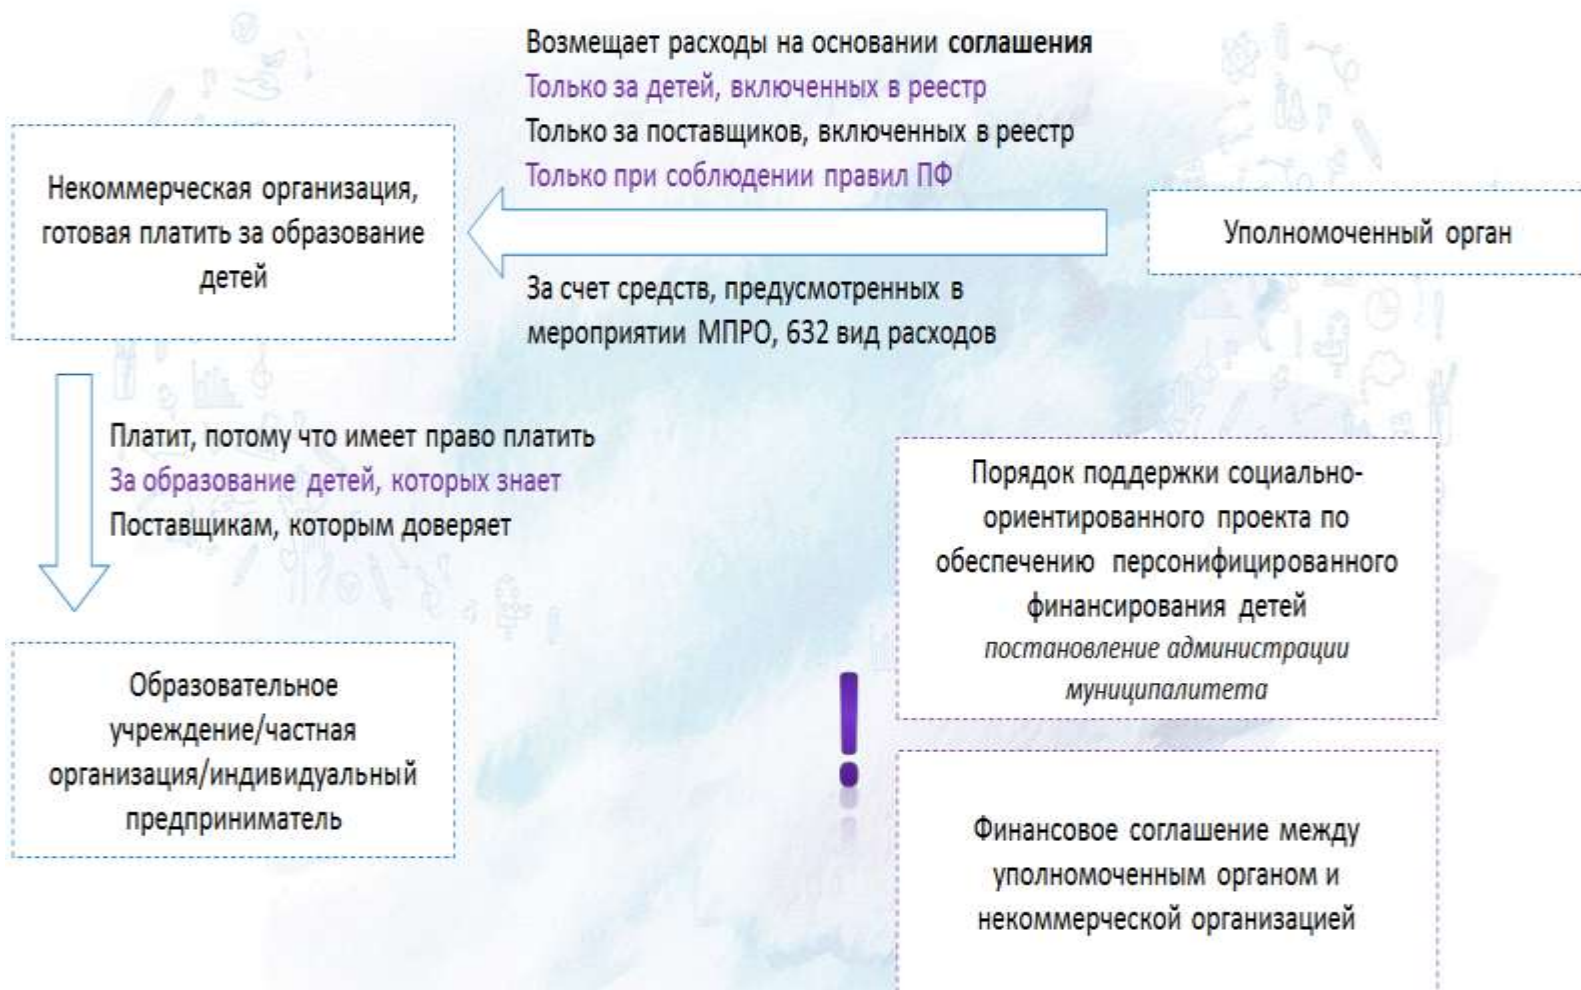 Возмещает расходы на основании соглашения
Только за детей, включенных в реестр
Только за поставщиков, включенных в реестр
Только при соблюдении правил ПФ
Некоммерческая организация,
готовая платить за образование
детей
Уполномоченный орган
За счет средств, предусмотренных в
мероприятии МПРО, 632 вид расходов
Платит, потому что имеет право платить
За образование детей, которых знает
Поставщикам, которым доверяет
Порядок поддержки социально-
ориентированного проекта по
обеспечению персонифицированного
финансирования детей
постановление администрации
муниципалитета
!
Образовательное
учреждение/частная
организация/индивидуальный
предприниматель
Финансовое соглашение между
уполномоченным органом и
некоммерческой организацией